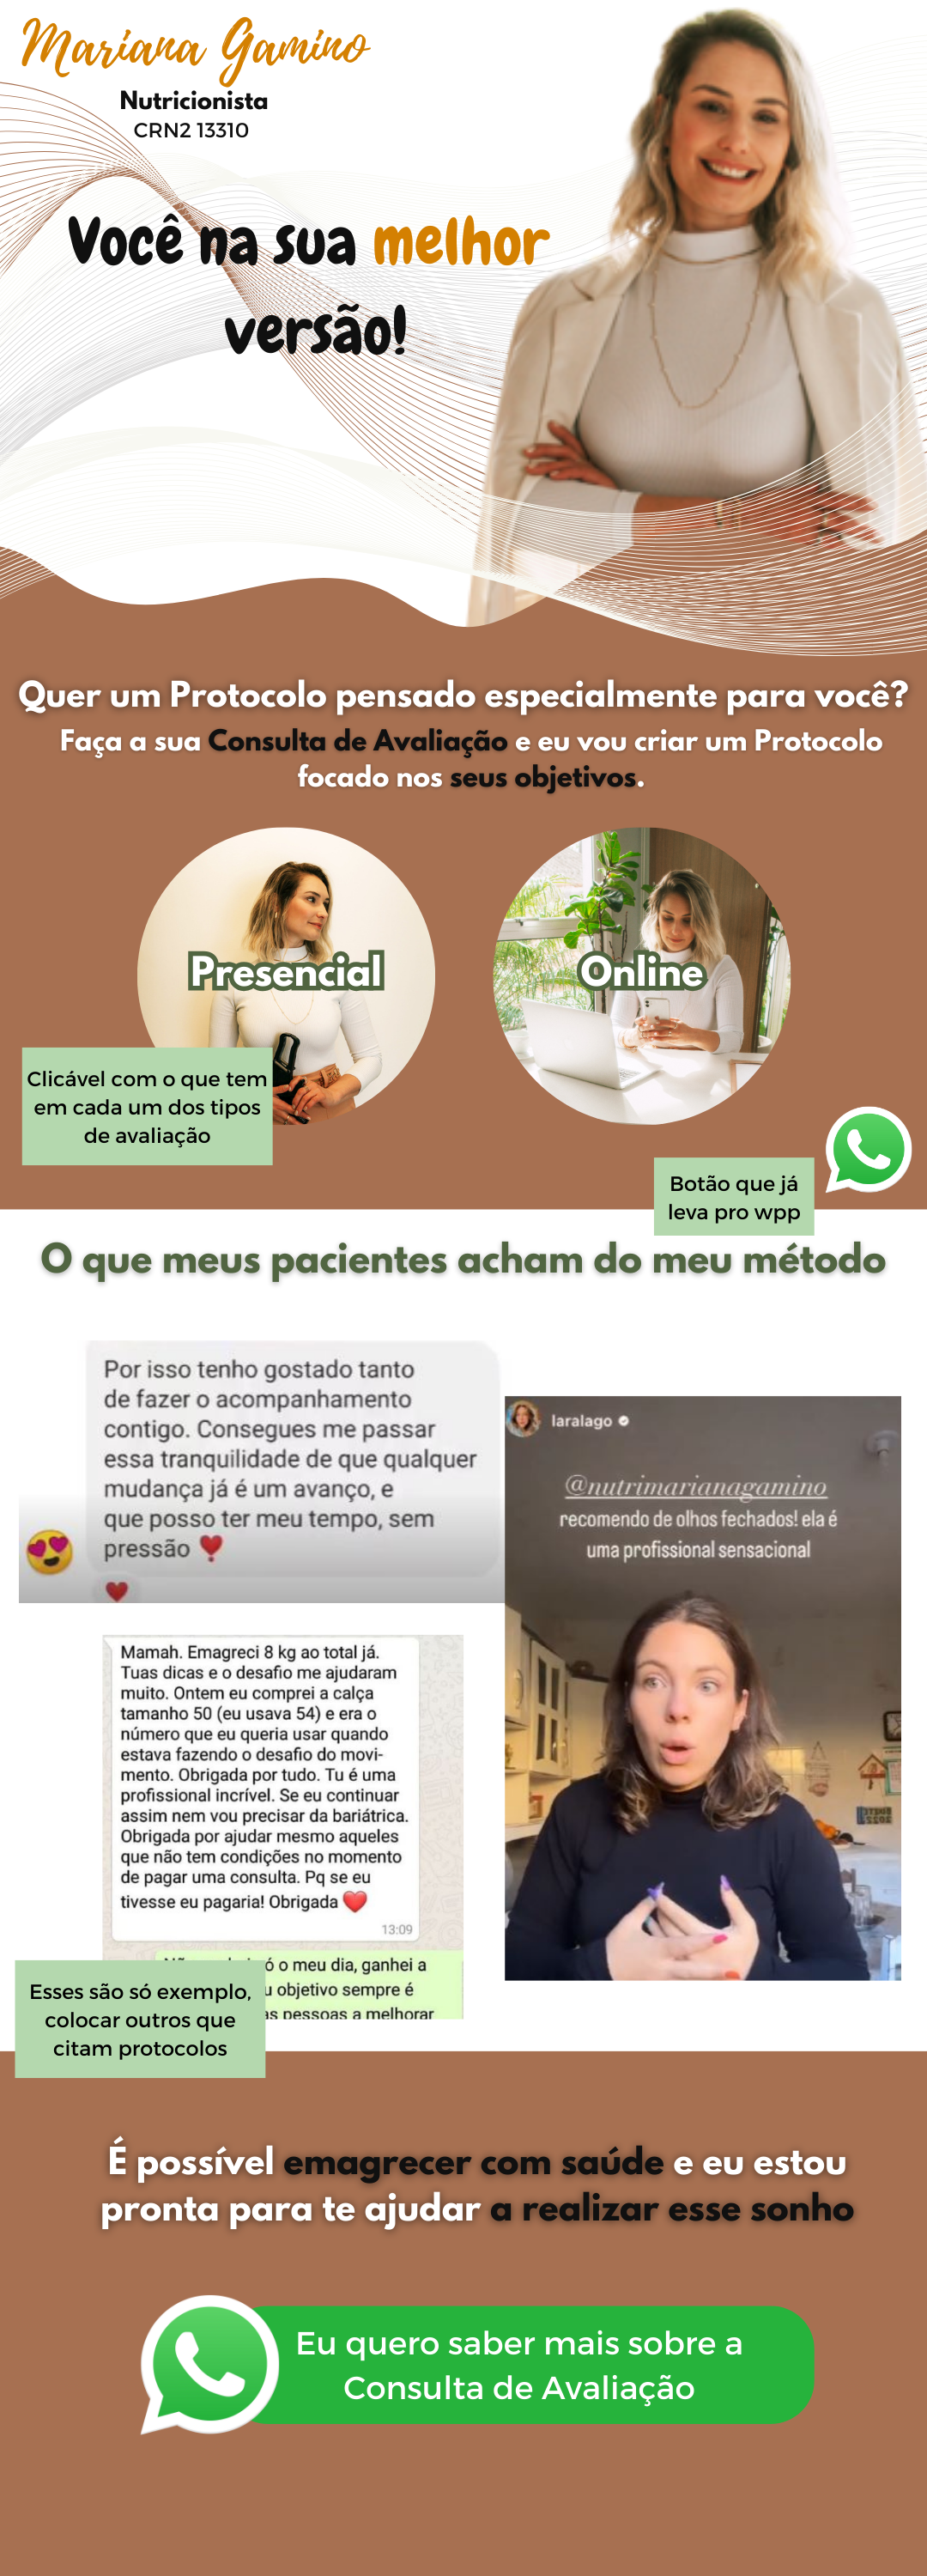 Mariana Gamino
Nutricionista
CRN2 13310
Você na sua melhor
versão!
Quer um Protocolo pensado especialmente para você?
Faça a sua Consulta de Avaliação e eu vou criar um Protocolo
focado nos seus objetivos.
Presencial
Online
Clicável com o que tem
em cada um dos tipos
de avaliação
Botão que já
leva pro wpp
O que meus pacientes acham do meu método
Por isso tenho gostado tanto
de fazer o acompanhamento
contigo. Consegues me passar
essa tranquilidade de que qualquer
mudança já é um avanço, e
que posso ter meu tempo, sem
pressão ❣️
laralago
@nutrimarianagamino
recomendo de olhos fechados! ela é
uma profissional sensacional
Mamah. Emagreci 8 kg ao total já.
Tuas dicas e o desafio me ajudaram
muito. Ontem eu comprei a calça
tamanho 50 (eu usava 54) e era o
número que eu queria usar quando
estava fazendo o desafio do movi-
mento. Obrigada por tudo. Tu é uma
profissional incrível. Se eu continuar
assim nem vou precisar da bariátrica.
Obrigada por ajudar mesmo aqueles
que não tem condições no momento
de pagar uma consulta. Pq se eu
tivesse eu pagaria! Obrigada ❤️
13:09
ó o meu dia, ganhei a
u objetivo sempre é
as pessoas a melhorar
Esses são só exemplo,
colocar outros que
citam protocolos
É possível emagrecer com saúde e eu estou
pronta para te ajudar a realizar esse sonho
Eu quero saber mais sobre a
Consulta de Avaliação